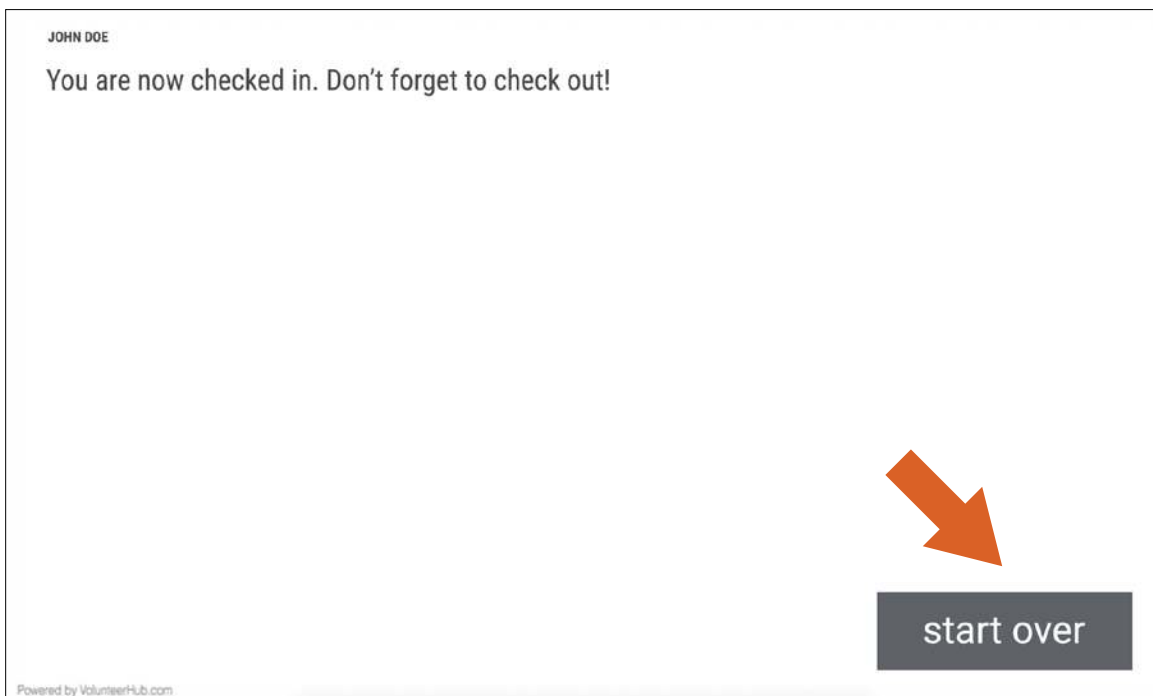 JOHN DOE
You are now checked in. Don't forget to check out!
start over
Powered by VolunteerHub.com